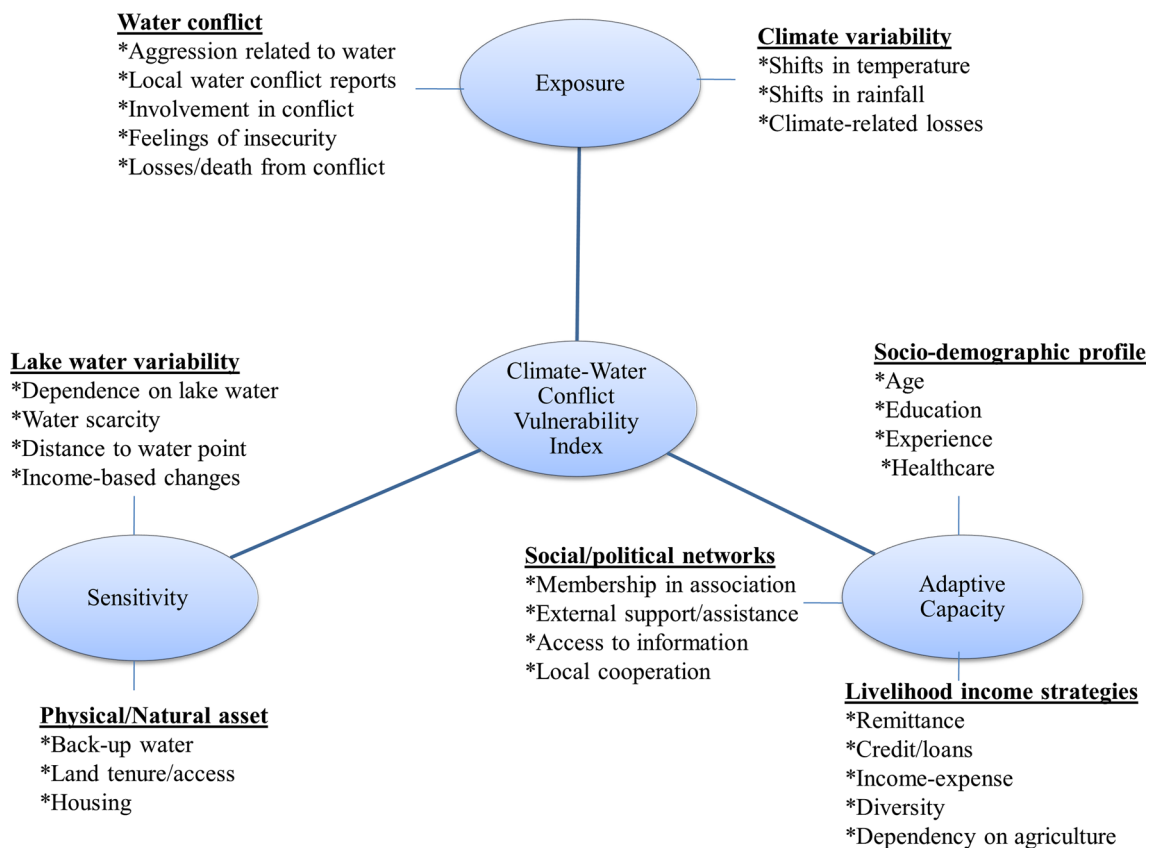 Water conflict
*Aggression related to water
*Local water conflict reports
*Involvement in conflict
*Feelings of insecurity
*Losses/death from conflict
Exposure
Climate variability
*Shifts in temperature
*Shifts in rainfall
*Climate-related losses
Climate-Water
Conflict
Vulnerability
Index
Lake water variability
*Dependence on lake water
*Water scarcity
*Distance to water point
*Income-based changes
Sensitivity
Physical/Natural asset
*Back-up water
*Land tenure/access
*Housing
Socio-demographic profile
*Age
*Education
*Experience
*Healthcare
Social/political networks
*Membership in association
*External support/assistance
*Access to information
*Local cooperation
Adaptive
Capacity
Livelihood income strategies
*Remittance
*Credit/loans
*Income-expense
*Diversity
*Dependency on agriculture